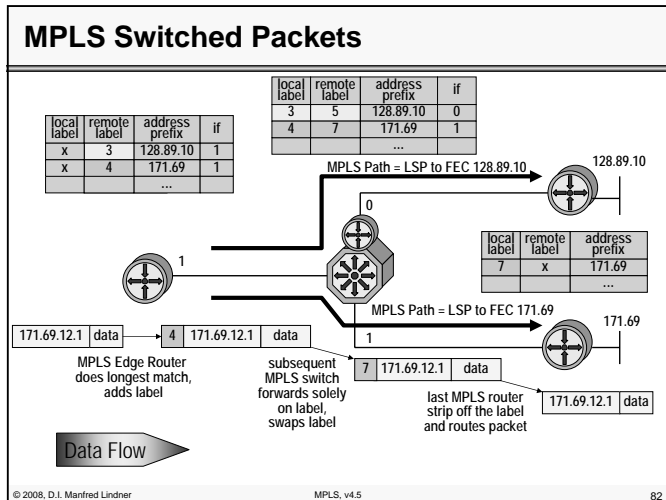 MPLS Switched Packets
local label remote label address prefix if
3 5 128.89.10 0
4 7 171.69 1
...
local label remote label address prefix if
x 3 128.89.10 1
x 4 171.69 1
...
MPLS Path = LSP to FEC 128.89.10
128.89.10
0
1
local label remote label address prefix
7 x 171.69
...
MPLS Path = LSP to FEC 171.69
171.69
1
171.69.12.1 data
4 171.69.12.1 data
MPLS Edge Router
does longest match,
adds label
subsequent
MPLS switch
forwards solely
on label,
swaps label
7 171.69.12.1 data
last MPLS router
strip off the label
and routes packet
171.69.12.1 data
Data Flow
© 2008, D.I. Manfred Lindner
MPLS, v4.5
82